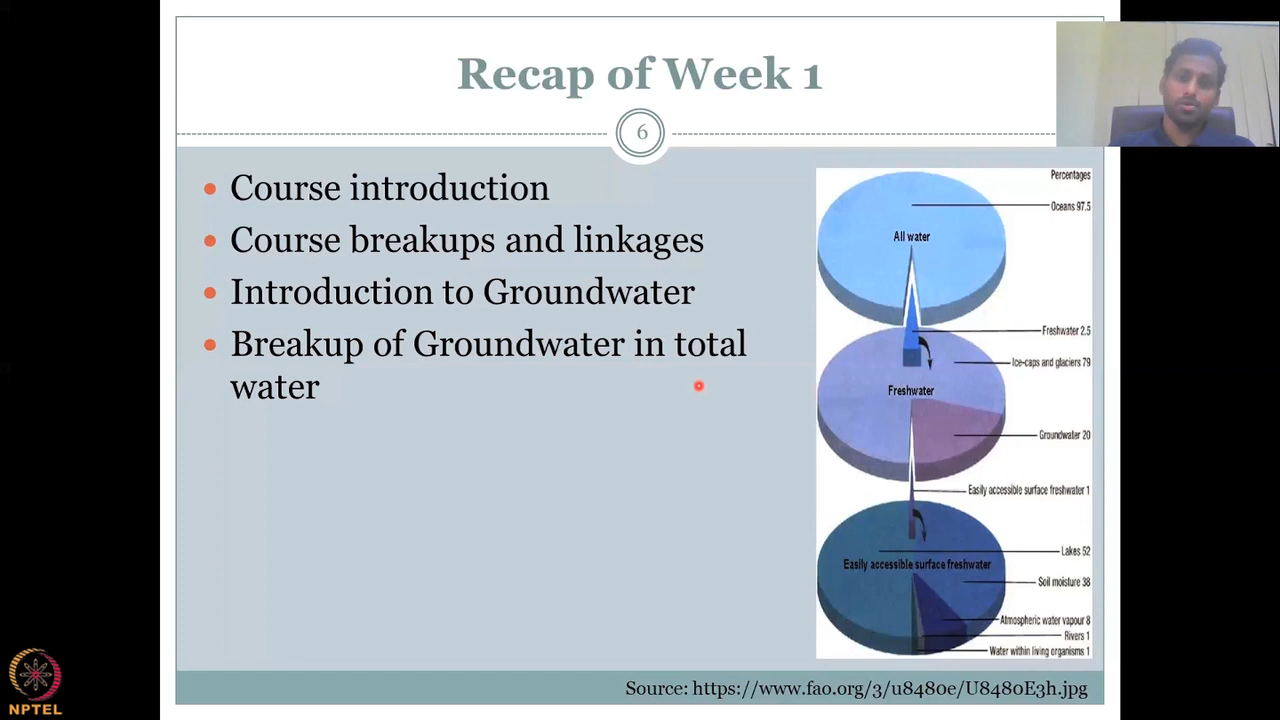 Recap of Week 1
6
• Course introduction
• Course breakups and linkages
• Introduction to Groundwater
• Breakup of Groundwater in total
water
Percentages
Oceans 97.5
All water
Freshwater 2.5
Ice-caps and glaciers 79
Freshwater
Groundwater 20
Easily accessible surface freshwater 1
Lakes 52
Easily accessible surface freshwater
Soil moisture 38
Atmospheric water vapour 8
Rivers 1
Water within living organisms 1
Source: https://www.fao.org/3/u8480e/U8480E3h.jpg
NPTEL